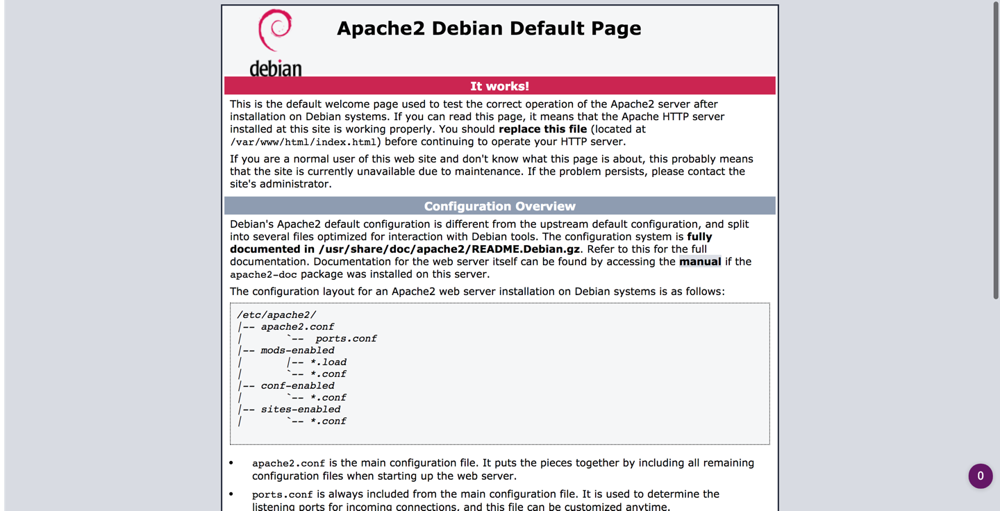 debian
Apache2 Debian Default Page
It works!
This is the default welcome page used to test the correct operation of the Apache2 server after
installation on Debian systems. If you can read this page, it means that the Apache HTTP server
installed at this site is working properly. You should replace this file (located at
/var/www/html/index.html) before continuing to operate your HTTP server.
If you are a normal user of this web site and don't know what this page is about, this probably means
that the site is currently unavailable due to maintenance. If the problem persists, please contact the
site's administrator.
Configuration Overview
Debian's Apache2 default configuration is different from the upstream default configuration, and split
into several files optimized for interaction with Debian tools. The configuration system is fully
documented in /usr/share/doc/apache2/README.Debian.gz. Refer to this for the full
documentation. Documentation for the web server itself can be found by accessing the manual if the
apache2-doc package was installed on this server.
The configuration layout for an Apache2 web server installation on Debian systems is as follows:
/etc/apache2/
|-- apache2.conf
|       `--  ports.conf
|-- mods-enabled
|       |-- *.load
|       `-- *.conf
|-- conf-enabled
|       `-- *.conf
|-- sites-enabled
|       `-- *.conf
• apache2.conf is the main configuration file. It puts the pieces together by including all remaining
configuration files when starting up the web server.
• ports.conf is always included from the main configuration file. It is used to determine the
listening ports for incoming connections, and this file can be customized anytime.
0